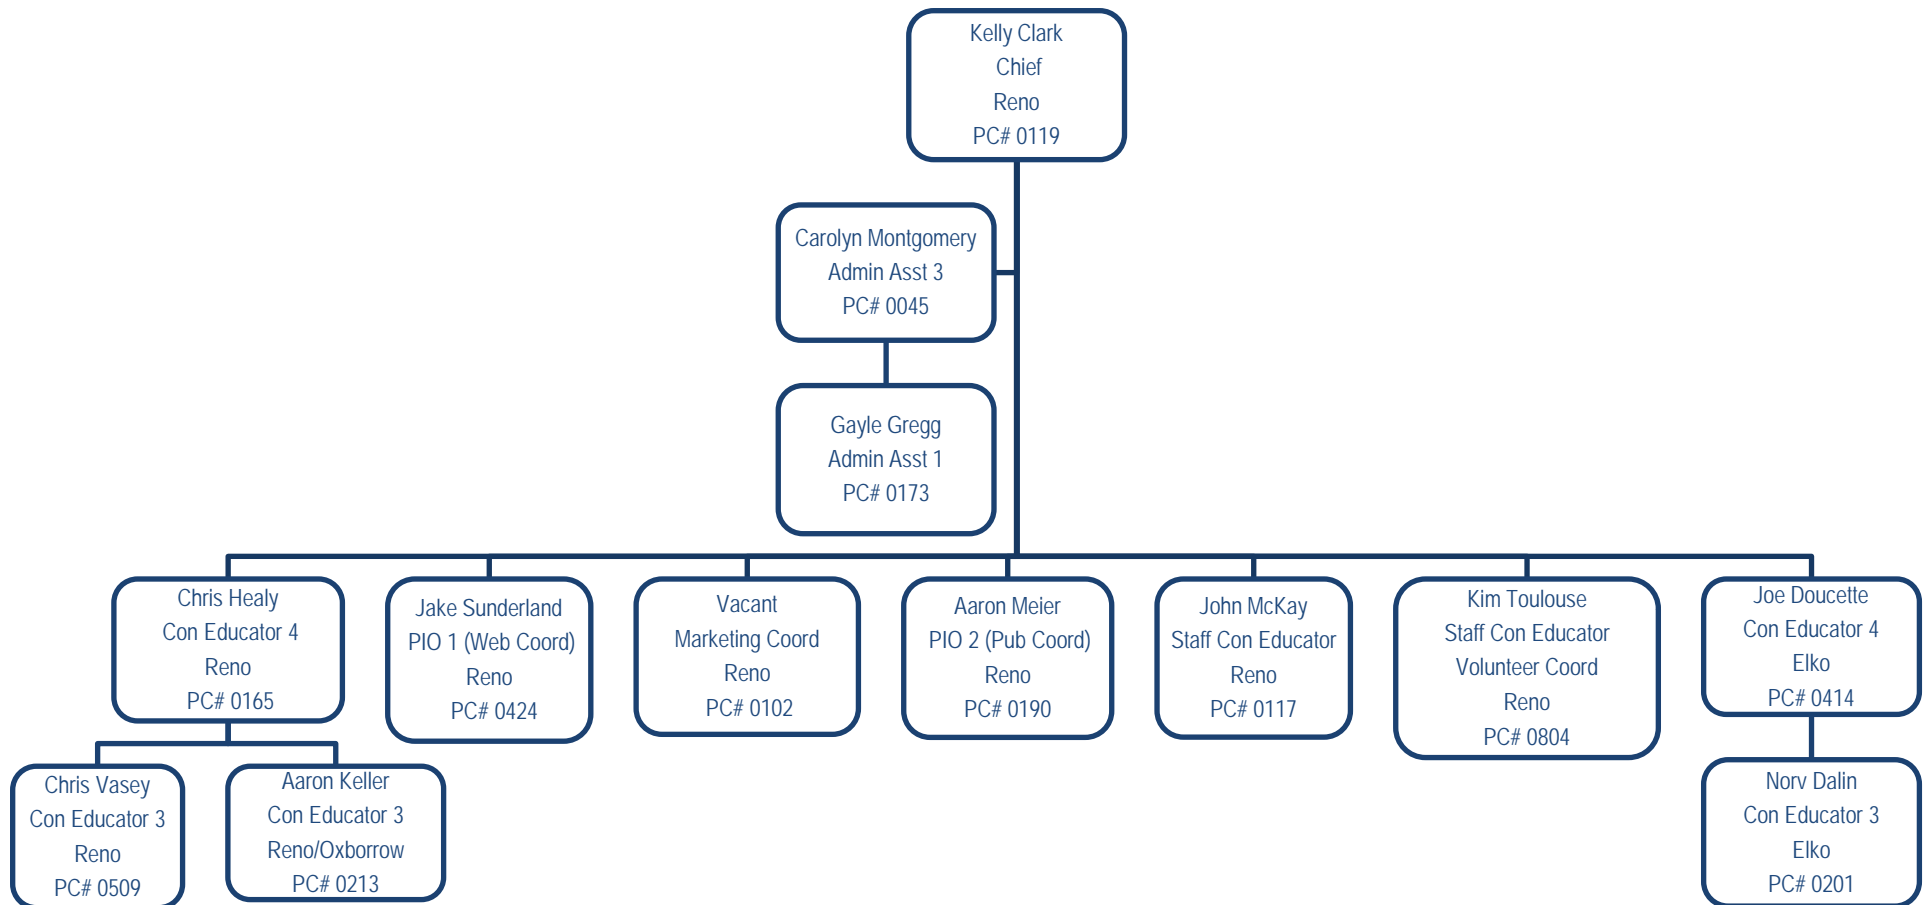 Kelly Clark
Chief
Reno
PC# 0119
Carolyn Montgomery
Admin Asst 3
PC# 0045
Gayle Gregg
Admin Asst 1
PC# 0173
Chris Healy
Con Educator 4
Reno
PC# 0165
Jake Sunderland
PIO 1 (Web Coord)
Reno
PC# 0424
Vacant
Marketing Coord
Reno
PC# 0102
Aaron Meier
PIO 2 (Pub Coord)
Reno
PC# 0190
John McKay
Staff Con Educator
Reno
PC# 0117
Kim Toulouse
Staff Con Educator
Volunteer Coord
Reno
PC# 0804
Joe Doucette
Con Educator 4
Elko
PC# 0414
Chris Vasey
Con Educator 3
Reno
PC# 0509
Aaron Keller
Con Educator 3
Reno/Oxborrow
PC# 0213
Norv Dalin
Con Educator 3
Elko
PC# 0201